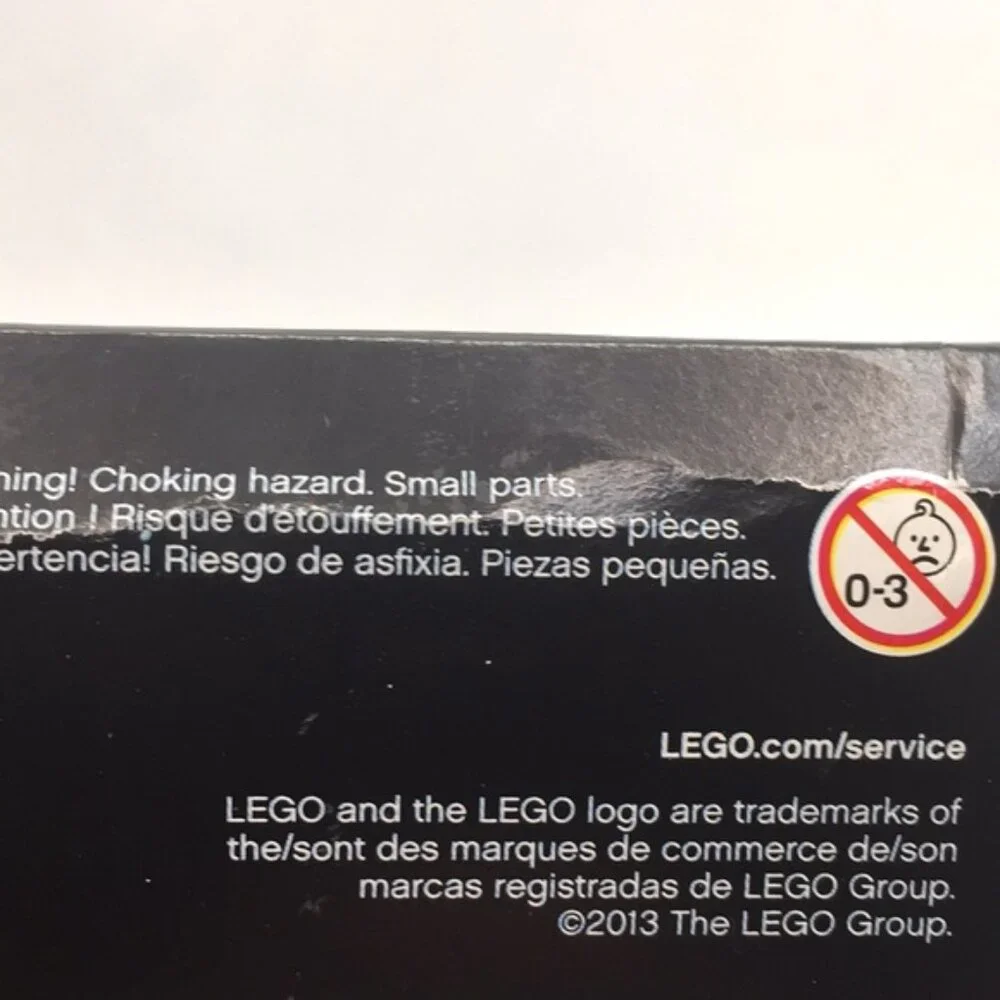 ning! Choking hazard. Small parts.
ntion ! Risque d'étouffement. Petites pièces.
ertencia! Riesgo de asfixia. Piezas pequeñas.
0-3
LEGO.com/service
LEGO and the LEGO logo are trademarks of
the/sont des marques de commerce de/son
marcas registradas de LEGO Group.
©2013 The LEGO Group.